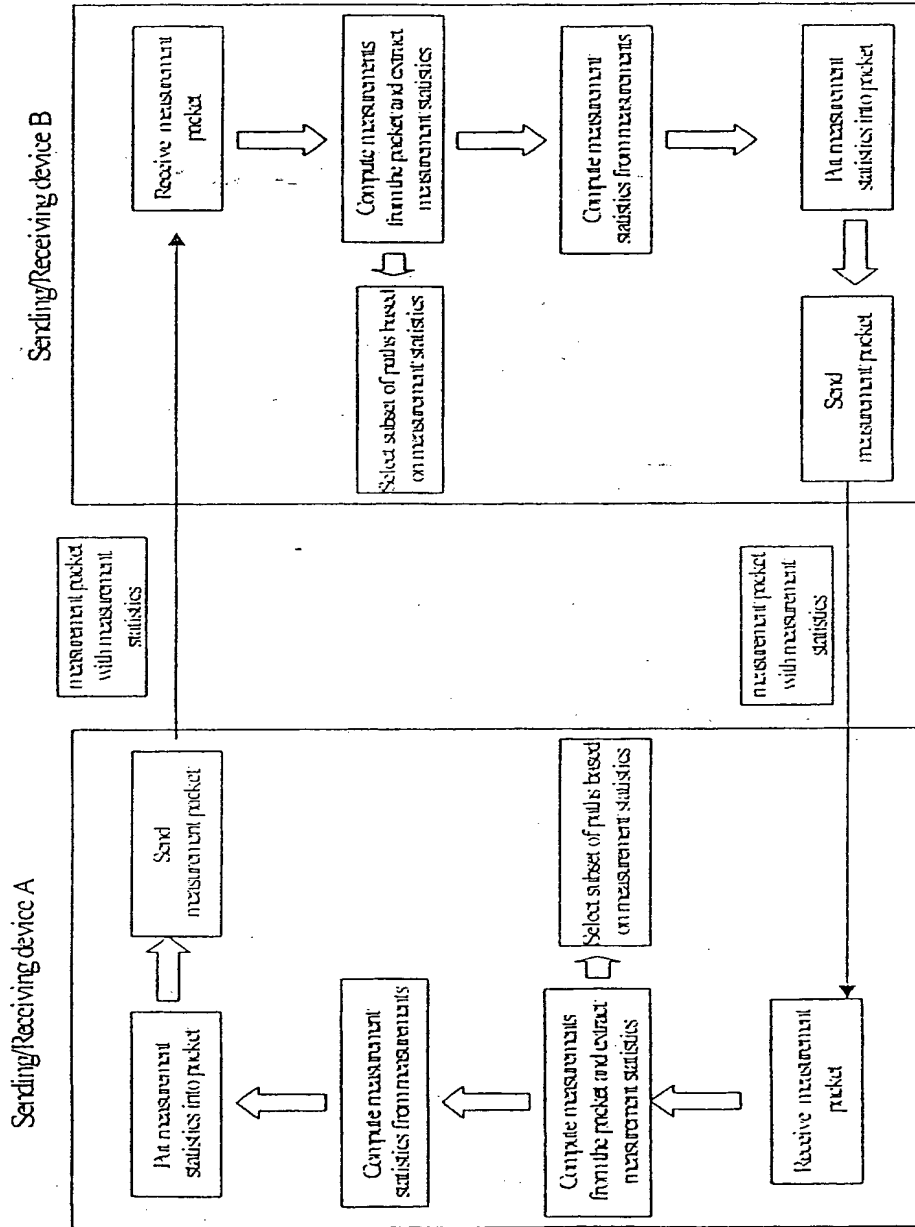 Sending/Receiving device A
Put measurement
statistics into packet
Send
measurement packet
Compute measurement
statistics from measurements
Compute measurements
from the packet and extract
measurement statistics
Select subset of paths based
on measurement statistics
Receive measurement
packet
measurement packet
with measurement
statistics
measurement packet
with measurement
statistics
Sending/Receiving device B
Receive measurement
packet
Compute measurements
from the packet and extract
measurement statistics
Select subset of paths based
on measurement statistics
Compute measurement
statistics from measurements
Put measurement
statistics into packet
Send
measurement packet